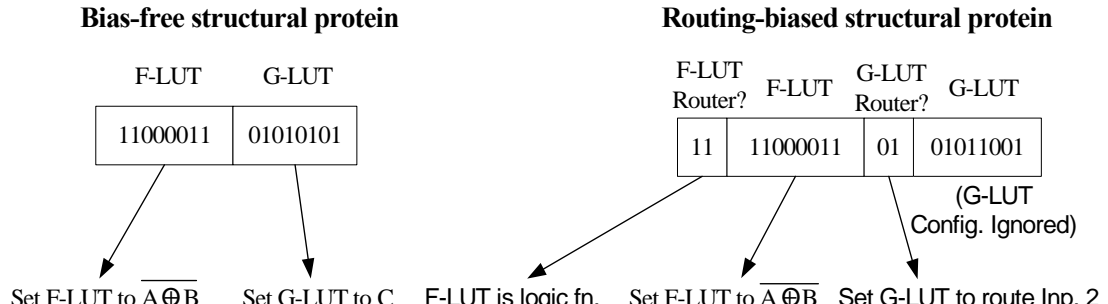 Bias-free structural protein
F-LUT G-LUT
11000011 01010101
Set F-LUT to A⊕B Set G-LUT to C
Routing-biased structural protein
F-LUT Router? F-LUT G-LUT Router? G-LUT
11 11000011 01 01011001
(G-LUT
Config. Ignored)
F-LUT is logic fn. Set F-LUT to A⊕B Set G-LUT to route Inp. 2